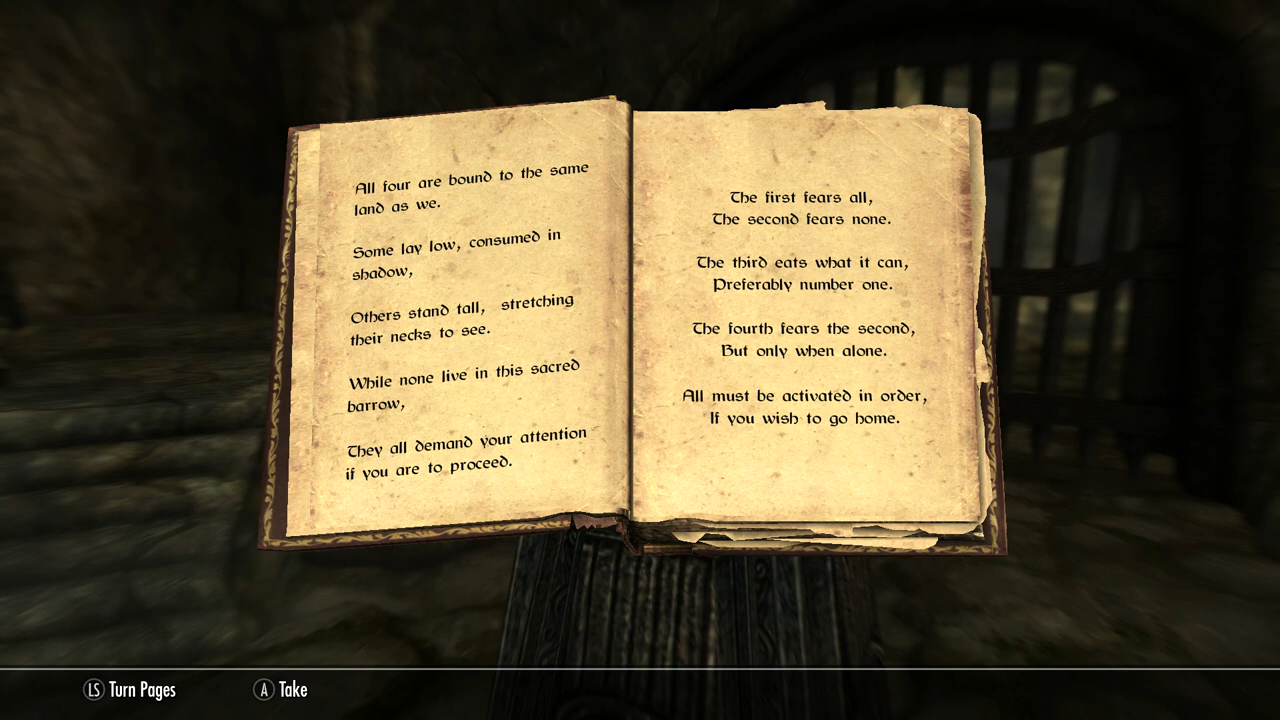 All four are bound to the same
land as we.
Some lay low, consumed in
shadow,
Others stand tall, stretching
their necks to see.
While none live in this sacred
barrow,
They all demand your attention
if you are to proceed.
The first fears all,
The second fears none.
The third eats what it can,
Preferably number one.
The fourth fears the second,
But only when alone.
All must be activated in order,
If you wish to go home.
LS Turn Pages
A Take